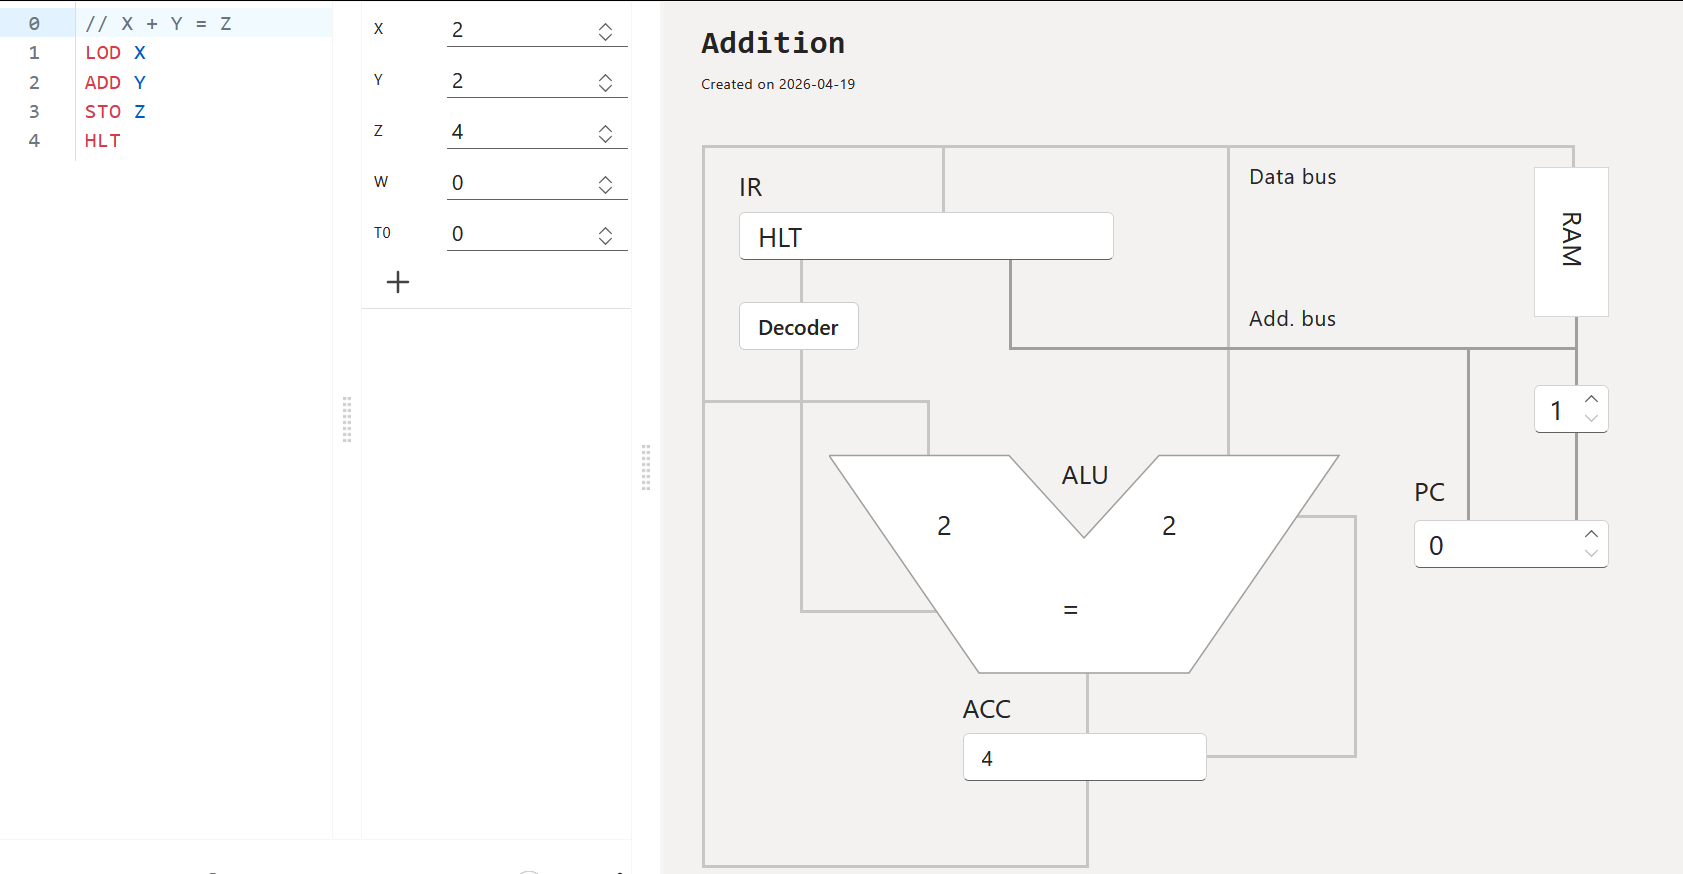 0 // X + Y = Z
1 LOD X
2 ADD Y
3 STO Z
4 HLT
X 2
Y 2
Z 4
W 0
T0 0
Addition
Created on 2026-04-19
Data bus
IR
HLT
RAM
Decoder
Add. bus
1
ALU
2 2
=
PC
0
ACC
4